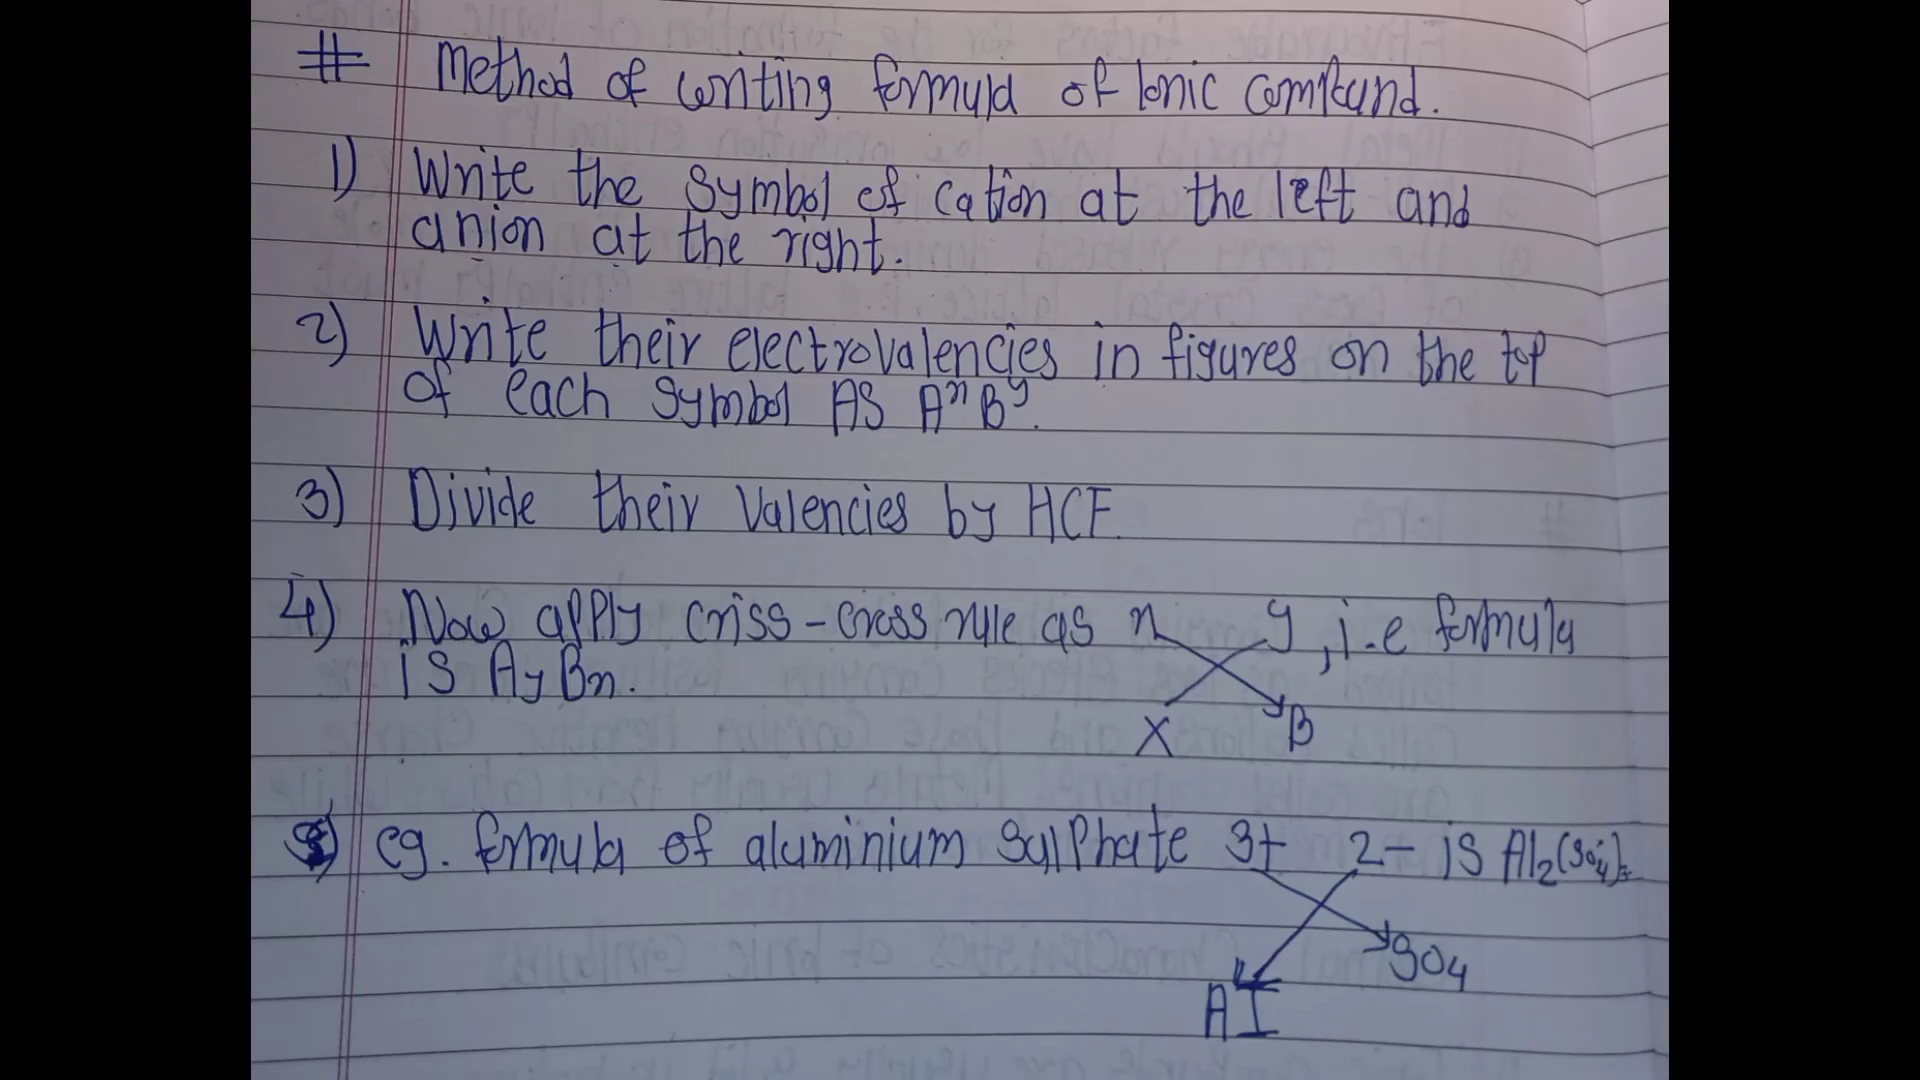 # Method of writing formula of Ionic compound.
1) Write the symbol of cation at the left and
anion at the right.
2) Write their electrovalencies in figures on the top
of each symbol AS AˣBʸ.
3) Divide their valencies by HCF.
4) Now apply criss-cross rule as x y, i.e formula
is AyBx.
X B
5) eg. formula of aluminium sulphate 3+ 2- is Al₂(SO₄)₃
SO₄
Al